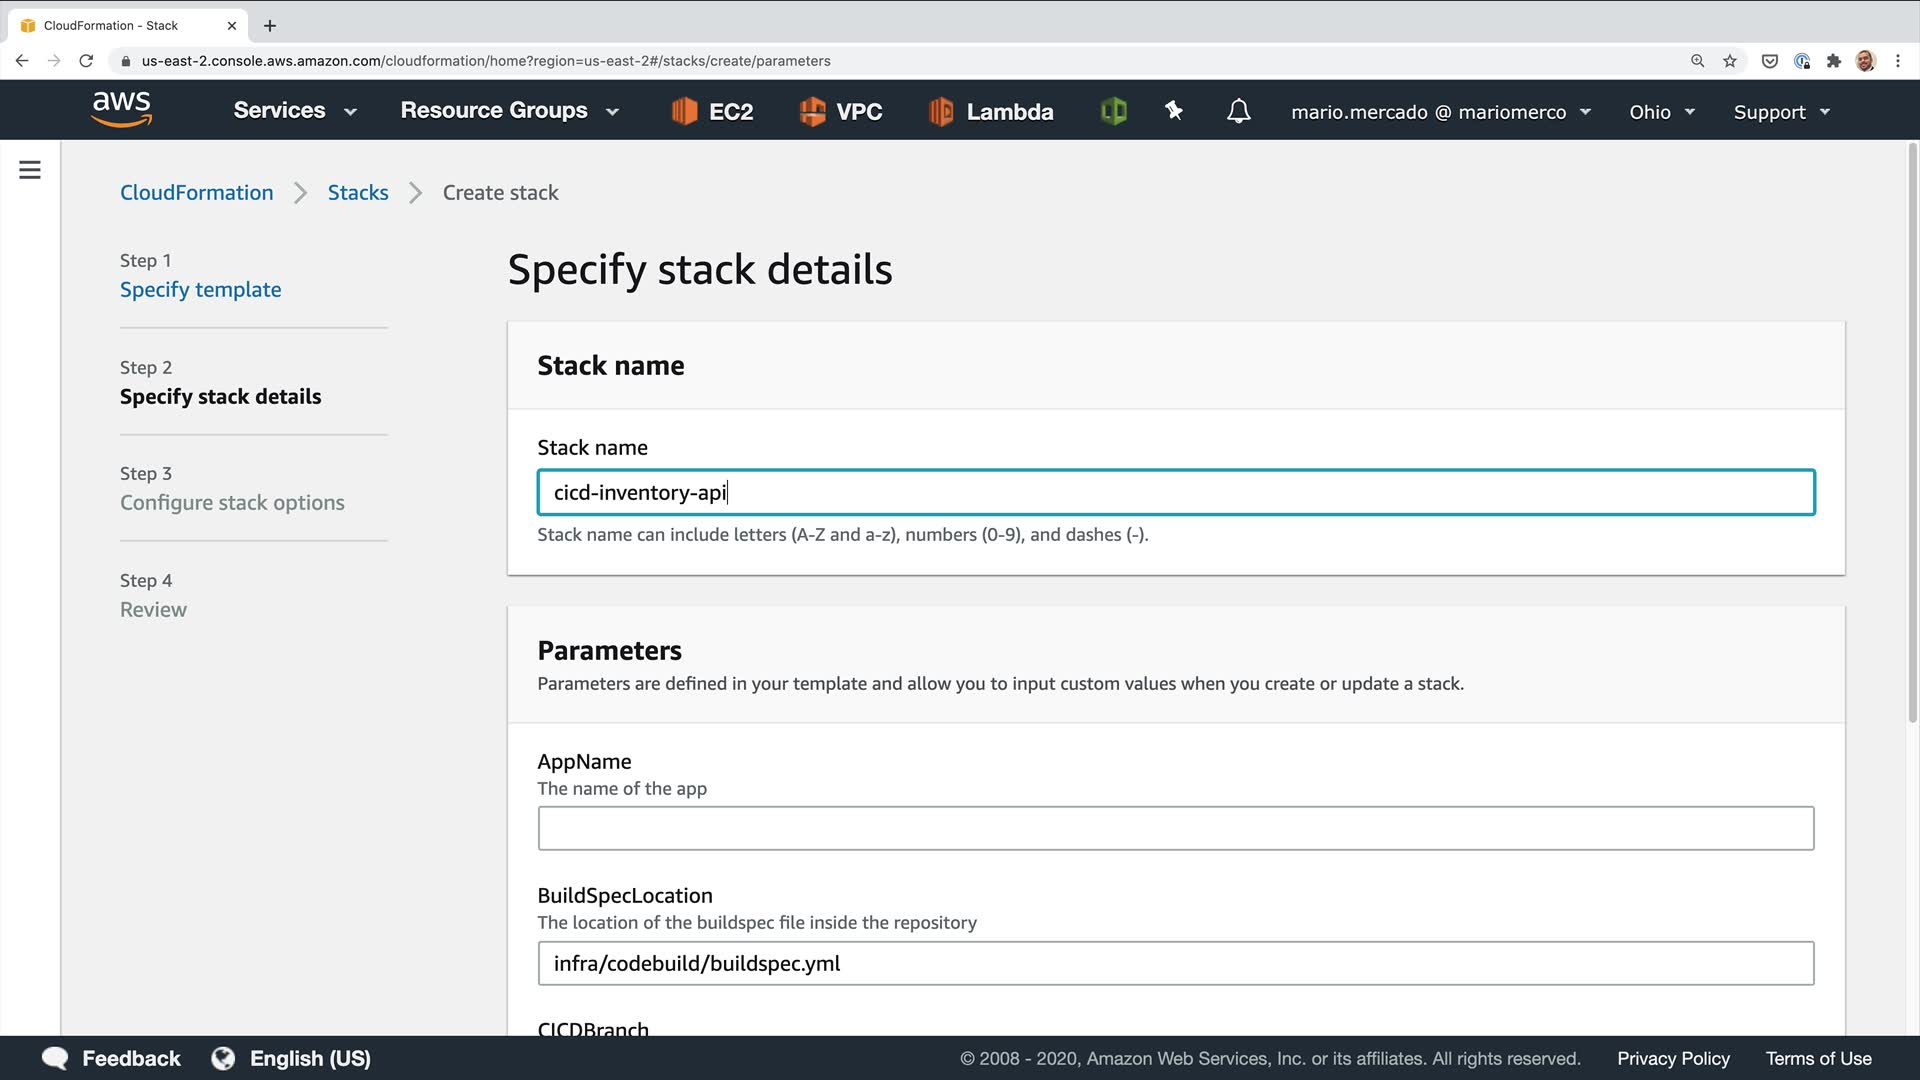 CloudFormation - Stack
us-east-2.console.aws.amazon.com/cloudformation/home?region=us-east-2#/stacks/create/parameters
aws Services Resource Groups EC2 VPC Lambda mario.mercado @ mariomerco Ohio Support
CloudFormation Stacks Create stack
Step 1
Specify template
Step 2
Specify stack details
Step 3
Configure stack options
Step 4
Review
Specify stack details
Stack name
Stack name
cicd-inventory-api
Stack name can include letters (A-Z and a-z), numbers (0-9), and dashes (-).
Parameters
Parameters are defined in your template and allow you to input custom values when you create or update a stack.
AppName
The name of the app
BuildSpecLocation
The location of the buildspec file inside the repository
infra/codebuild/buildspec.yml
CICDBranch
Feedback English (US) © 2008 - 2020, Amazon Web Services, Inc. or its affiliates. All rights reserved. Privacy Policy Terms of Use